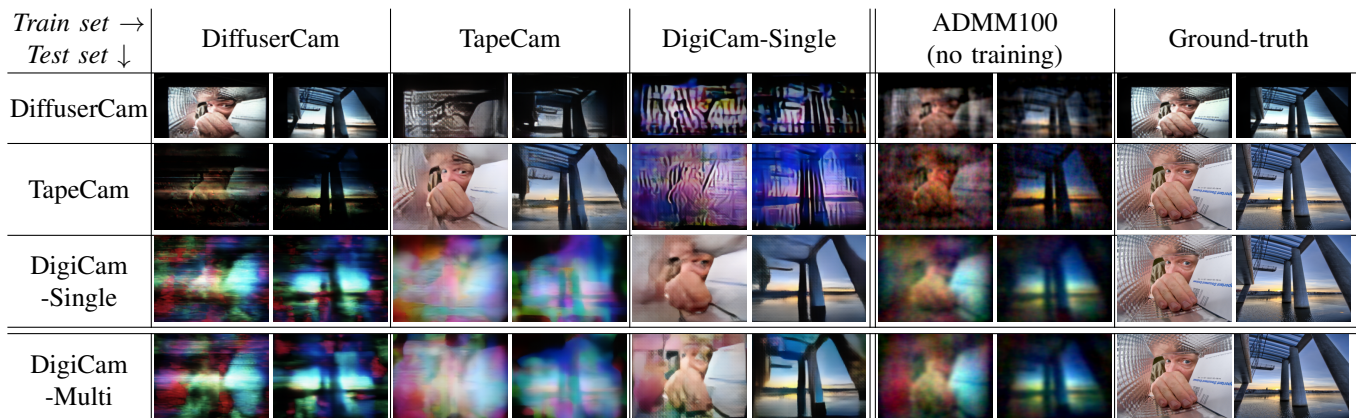 Train set →
Test set ↓
DiffuserCam
TapeCam
DigiCam-Single
ADMM100
(no training)
Ground-truth
DiffuserCam
TapeCam
DigiCam
-Single
DigiCam
-Multi